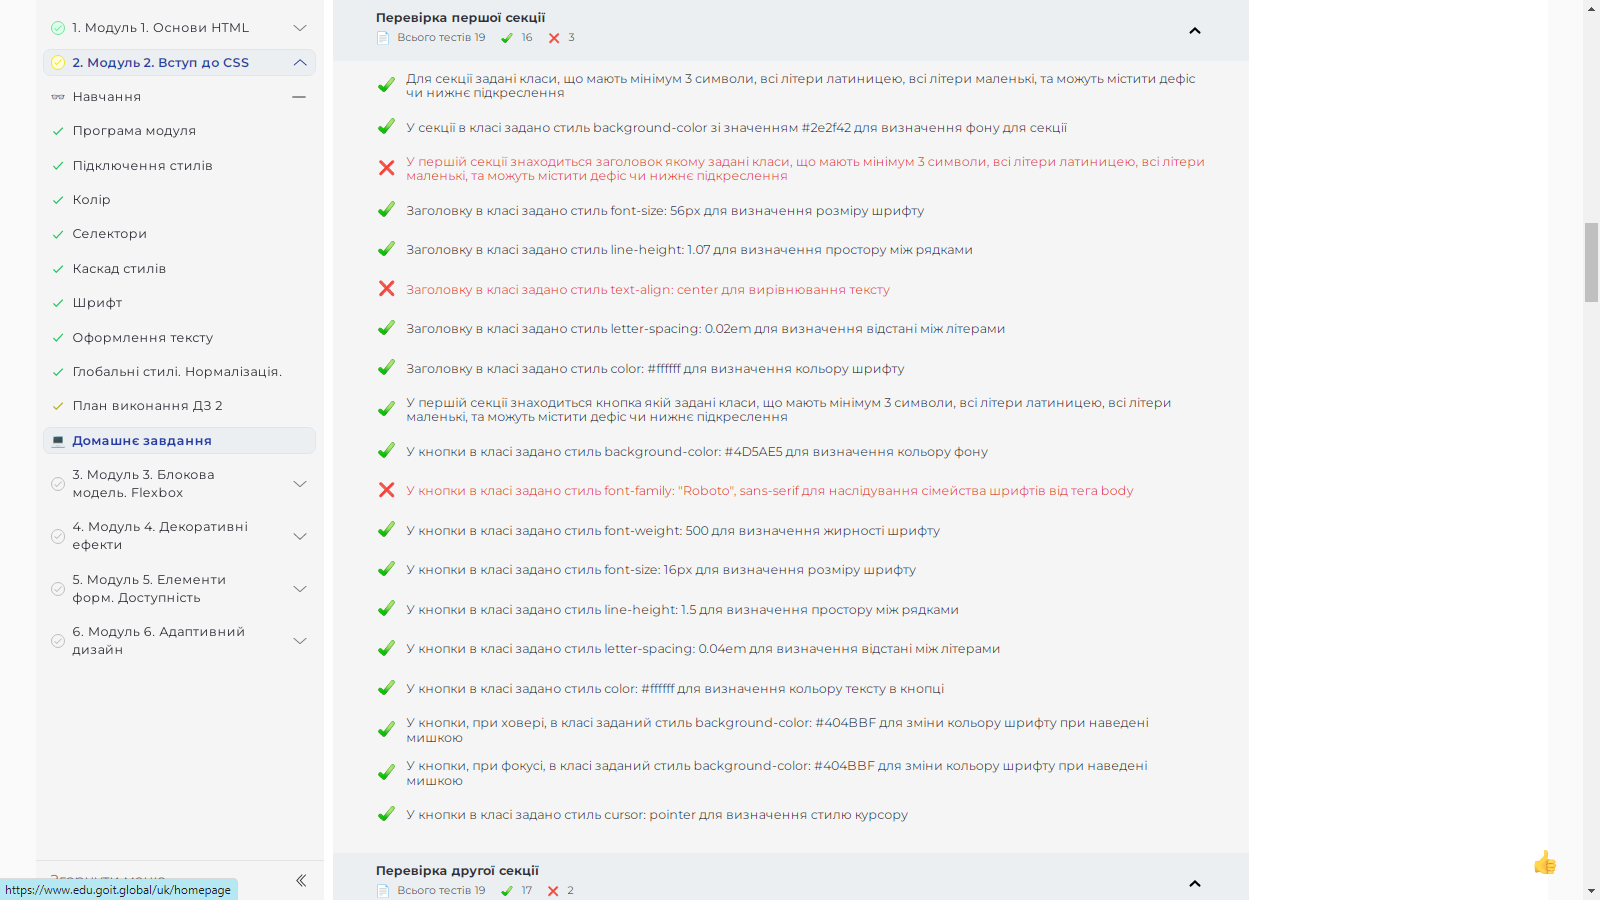 1. Модуль 1. Основи HTML
2. Модуль 2. Вступ до CSS
Навчання
Програма модуля
Підключення стилів
Колір
Селектори
Каскад стилів
Шрифт
Оформлення тексту
Глобальні стилі. Нормалізація.
План виконання ДЗ 2
Домашнє завдання
3. Модуль 3. Блокова
модель. Flexbox
4. Модуль 4. Декоративні
ефекти
5. Модуль 5. Елементи
форм. Доступність
6. Модуль 6. Адаптивний
дизайн
https://www.edu.goit.global/uk/homepage
Перевірка першої секції
Всього тестів 19 16 3
Для секції задані класи, що мають мінімум 3 символи, всі літери латиницею, всі літери маленькі, та можуть містити дефіс
чи нижнє підкреслення
У секції в класі задано стиль background-color зі значенням #2e2f42 для визначення фону для секції
У першій секції знаходиться заголовок якому задані класи, що мають мінімум 3 символи, всі літери латиницею, всі літери
маленькі, та можуть містити дефіс чи нижнє підкреслення
Заголовку в класі задано стиль font-size: 56px для визначення розміру шрифту
Заголовку в класі задано стиль line-height: 1.07 для визначення простору між рядками
Заголовку в класі задано стиль text-align: center для вирівнювання тексту
Заголовку в класі задано стиль letter-spacing: 0.02em для визначення відстані між літерами
Заголовку в класі задано стиль color: #ffffff для визначення кольору шрифту
У першій секції знаходиться кнопка якій задані класи, що мають мінімум 3 символи, всі літери латиницею, всі літери
маленькі, та можуть містити дефіс чи нижнє підкреслення
У кнопки в класі задано стиль background-color: #4D5AE5 для визначення кольору фону
У кнопки в класі задано стиль font-family: "Roboto", sans-serif для наслідування сімейства шрифтів від тега body
У кнопки в класі задано стиль font-weight: 500 для визначення жирності шрифту
У кнопки в класі задано стиль font-size: 16px для визначення розміру шрифту
У кнопки в класі задано стиль line-height: 1.5 для визначення простору між рядками
У кнопки в класі задано стиль letter-spacing: 0.04em для визначення відстані між літерами
У кнопки в класі задано стиль color: #ffffff для визначення кольору тексту в кнопці
У кнопки, при ховері, в класі заданий стиль background-color: #404BBF для зміни кольору шрифту при наведені
мишкою
У кнопки, при фокусі, в класі заданий стиль background-color: #404BBF для зміни кольору шрифту при наведені
мишкою
У кнопки в класі задано стиль cursor: pointer для визначення стилю курсору
Перевірка другої секції
Всього тестів 19 17 2